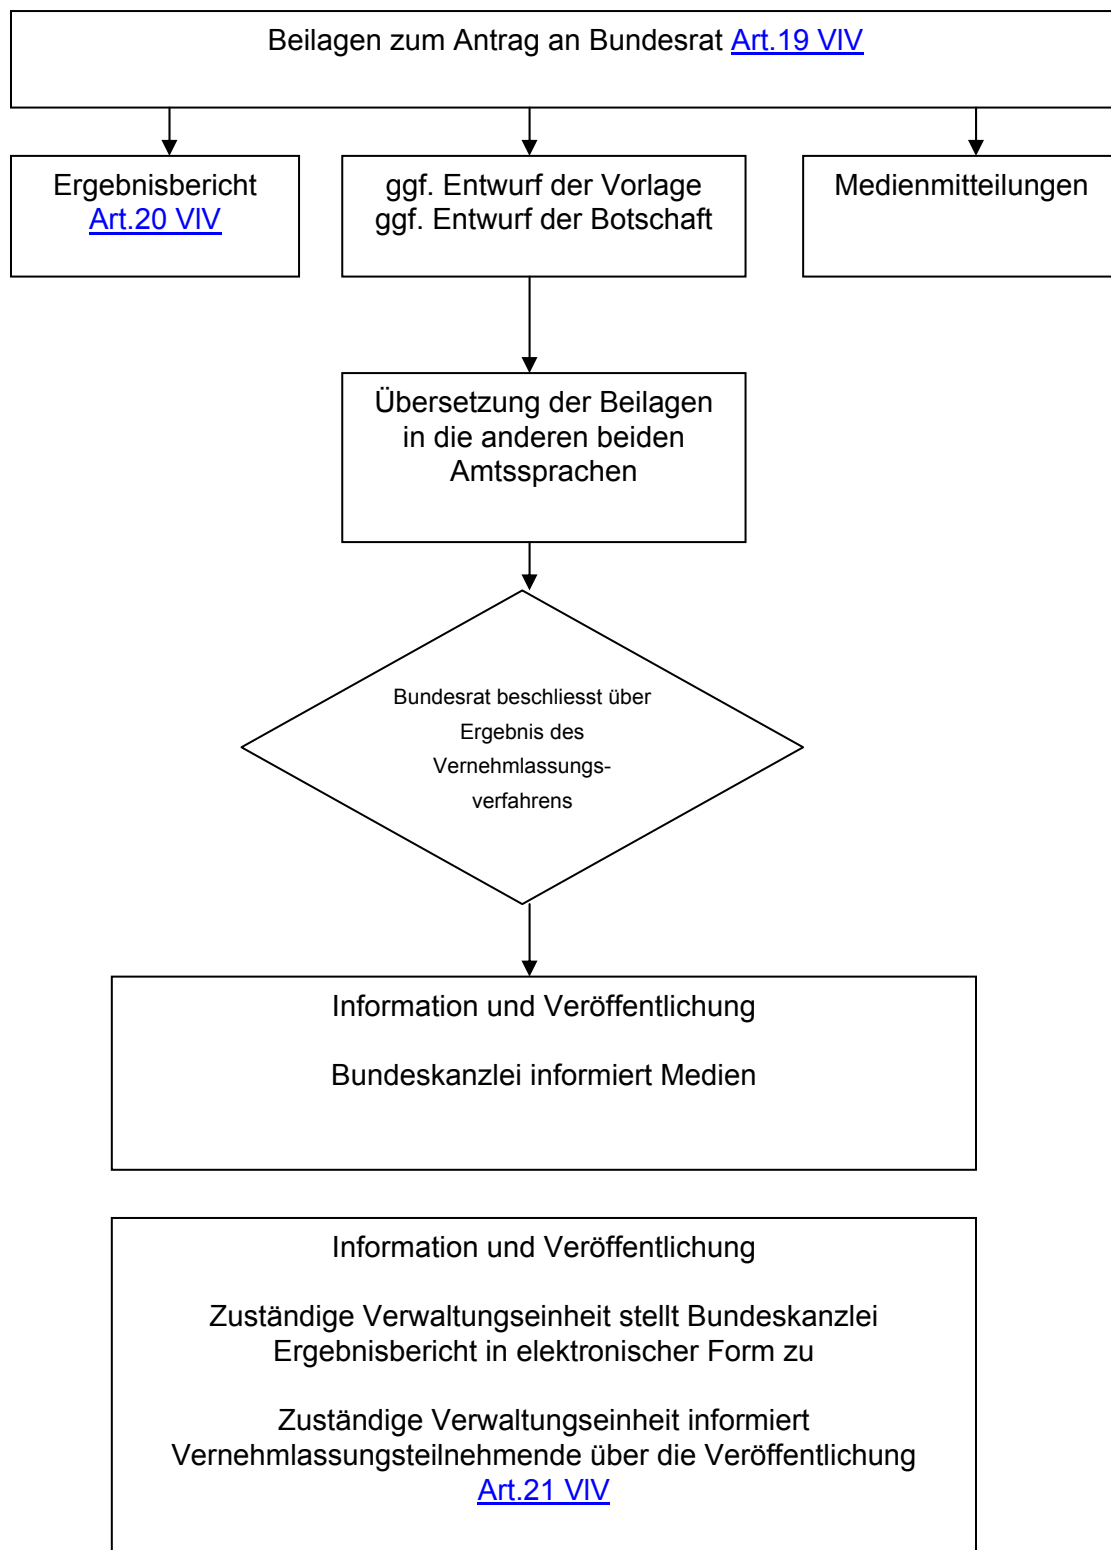 Beilagen zum Antrag an Bundesrat Art.19 VIV
Ergebnisbericht
Art.20 VIV
ggf. Entwurf der Vorlage
ggf. Entwurf der Botschaft
Medienmitteilungen
Übersetzung der Beilagen
in die anderen beiden
Amtssprachen
Bundesrat beschliesst über
Ergebnis des
Vernehmlassungs-
verfahrens
Information und Veröffentlichung
Bundeskanzlei informiert Medien
Information und Veröffentlichung
Zuständige Verwaltungseinheit stellt Bundeskanzlei
Ergebnisbericht in elektronischer Form zu
Zuständige Verwaltungseinheit informiert
Vernehmlassungsteilnehmende über die Veröffentlichung
Art.21 VIV